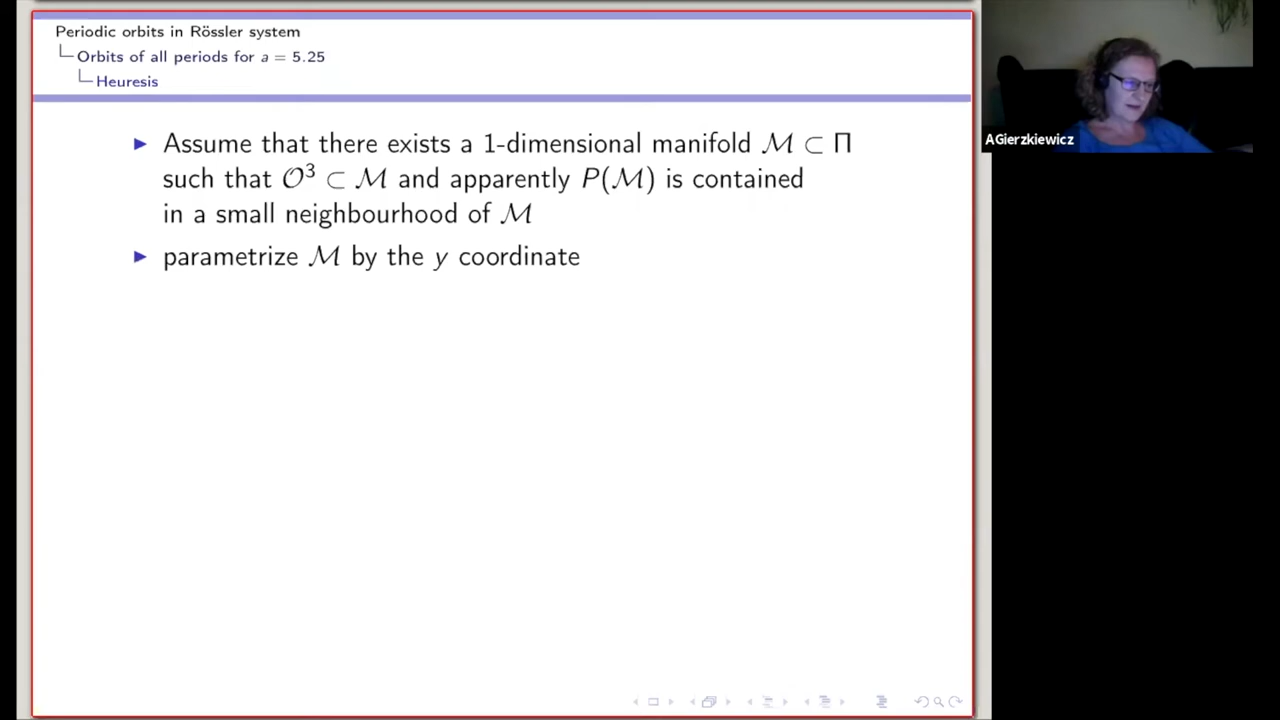 Periodic orbits in Rössler system
Orbits of all periods for a = 5.25
Heuresis
► Assume that there exists a 1-dimensional manifold ℳ ⊂ Π
such that 𝒪³ ⊂ ℳ and apparently P(ℳ) is contained
in a small neighbourhood of ℳ
► parametrize ℳ by the y coordinate
AGierzkiewicz